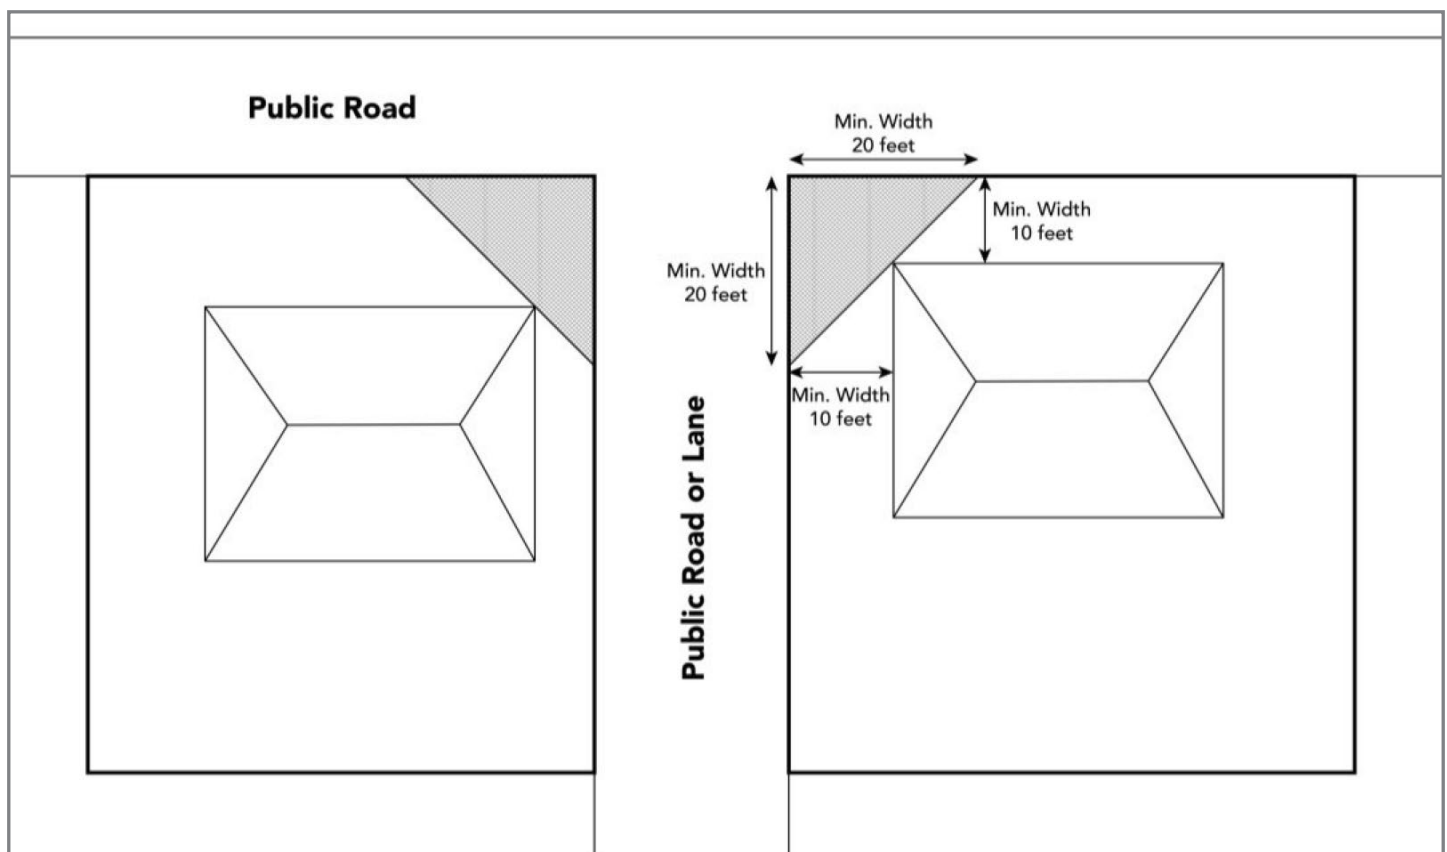 Public Road
Min. Width
20 feet
Min. Width
10 feet
Min. Width
20 feet
Min. Width
10 feet
Public Road or Lane